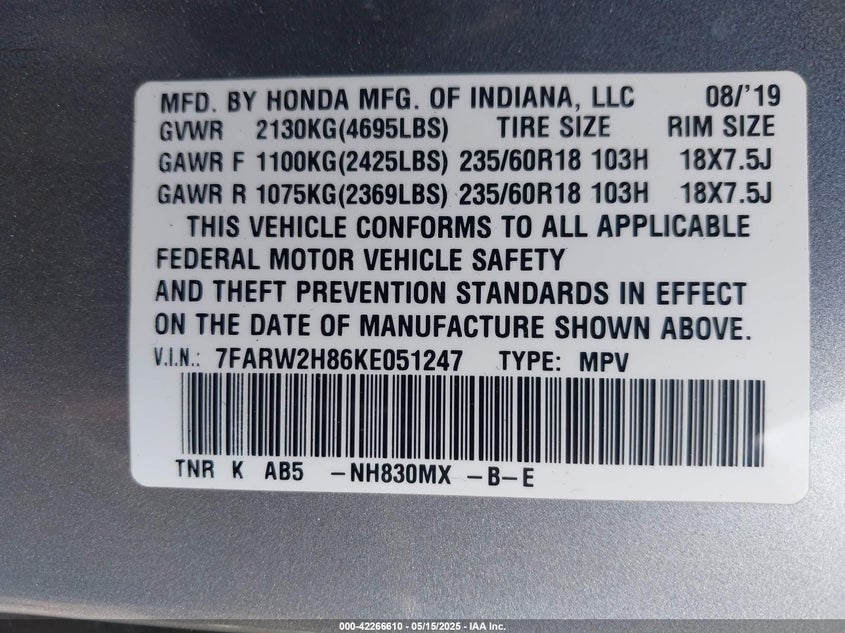 MFD. BY HONDA MFG. OF INDIANA, LLC 08/'19
GVWR 2130KG(4695LBS) TIRE SIZE RIM SIZE
GAWR F 1100KG(2425LBS) 235/60R18 103H 18X7.5J
GAWR R 1075KG(2369LBS) 235/60R18 103H 18X7.5J
THIS VEHICLE CONFORMS TO ALL APPLICABLE
FEDERAL MOTOR VEHICLE SAFETY
AND THEFT PREVENTION STANDARDS IN EFFECT
ON THE DATE OF MANUFACTURE SHOWN ABOVE.
V.I.N.: 7FARW2H86KE051247 TYPE: MPV
TNR K AB5 -NH830MX -B-E
000-42266610 - 05/15/2025 - IAA Inc.